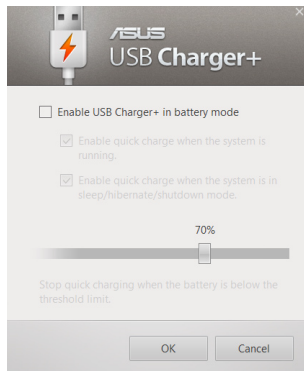 ASUS
USB Charger+
Enable USB Charger+ in battery mode
Enable quick charge when the system is
running.
Enable quick charge when the system is in
sleep/hibernate/shutdown mode.
70%
Stop quick charging when the battery is below the
threshold limit.
OK
Cancel